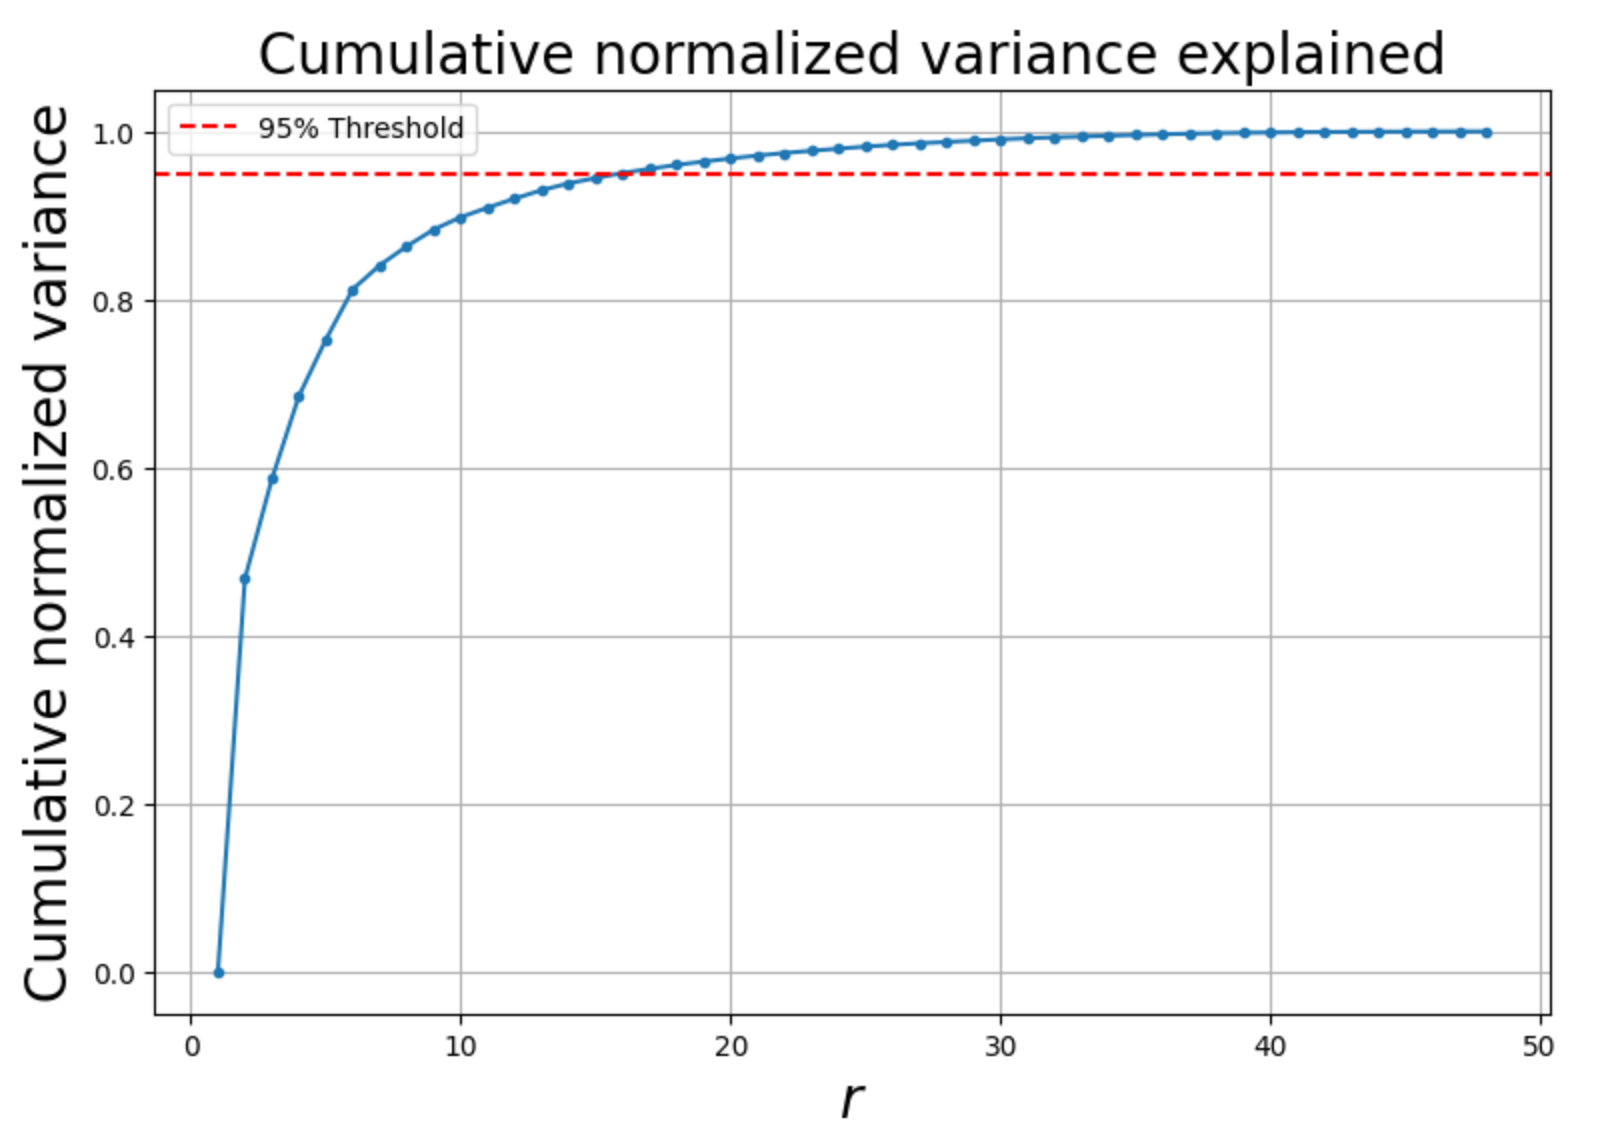 Cumulative normalized variance explained
95% Threshold
Cumulative normalized variance
1.0
0.8
0.6
0.4
0.2
0.0
0 10 20 30 40 50
r